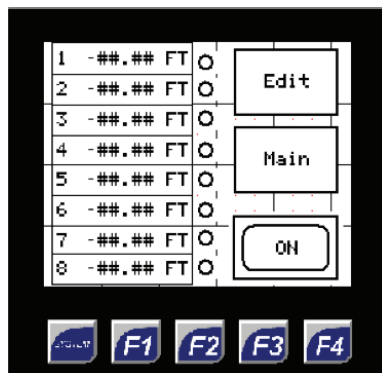 1 -##.## FT
2 -##.## FT
3 -##.## FT
4 -##.## FT
5 -##.## FT
6 -##.## FT
7 -##.## FT
8 -##.## FT
Edit
Main
ON
SYSTEM F1 F2 F3 F4